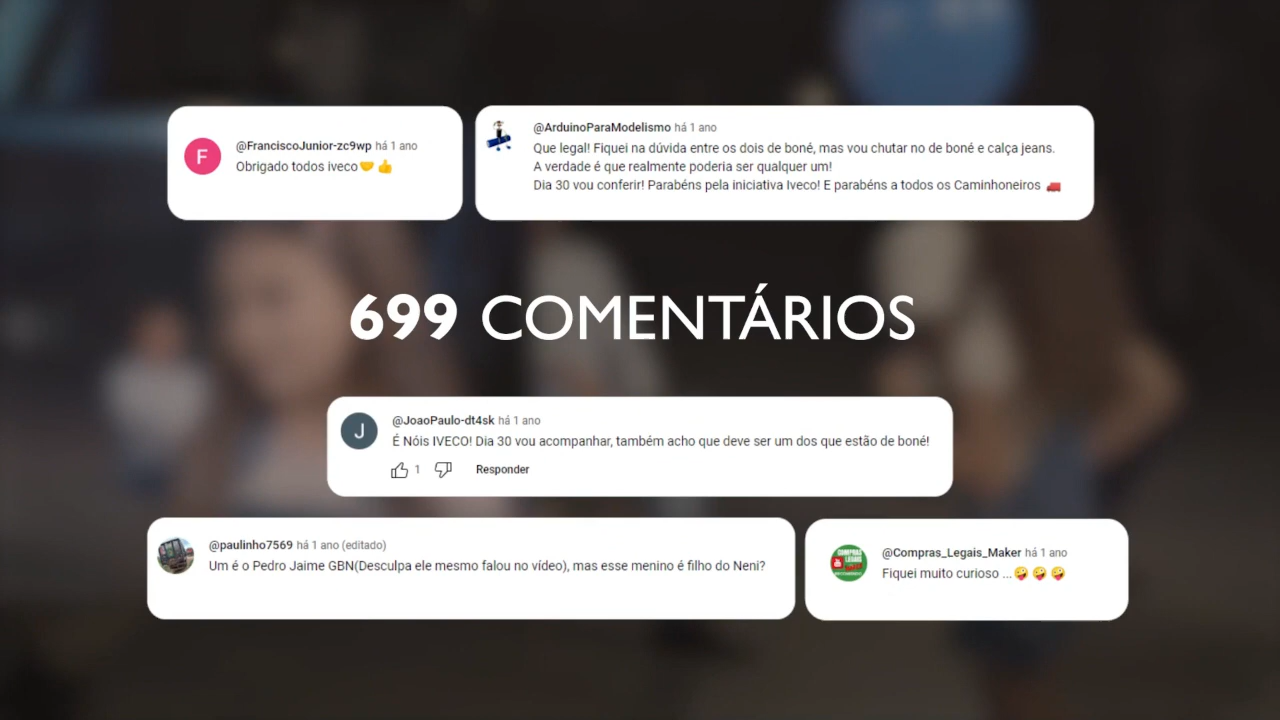 @FranciscoJunior-zc9wp há 1 ano
Obrigado todos iveco🤝👍
@ArduinoParaModelismo há 1 ano
Que legal! Fiquei na dúvida entre os dois de boné, mas vou chutar no de boné e calça jeans.
A verdade é que realmente poderia ser qualquer um!
Dia 30 vou conferir! Parabéns pela iniciativa Iveco! E parabéns a todos os Caminhoneiros 🚛
699 COMENTÁRIOS
J
@JoaoPaulo-dt4sk há 1 ano
É Nóis IVECO! Dia 30 vou acompanhar, também acho que deve ser um dos que estão de boné!
1 Responder
@paulinho7569 há 1 ano (editado)
Um é o Pedro Jaime GBN(Desculpa ele mesmo falou no vídeo), mas esse menino é filho do Neni?
COMPRAS
LEGAIS
@Compras_Legais_Maker há 1 ano
Fiquei muito curioso ...🤪🤪🤪